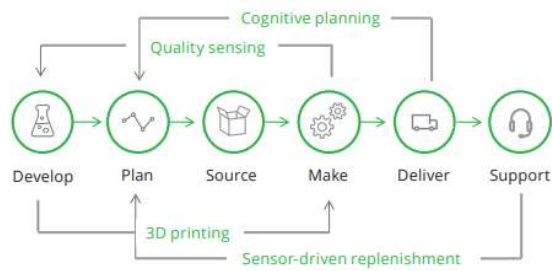 Cognitive planning
Quality sensing
Develop Plan Source Make Deliver Support
3D printing
Sensor-driven replenishment